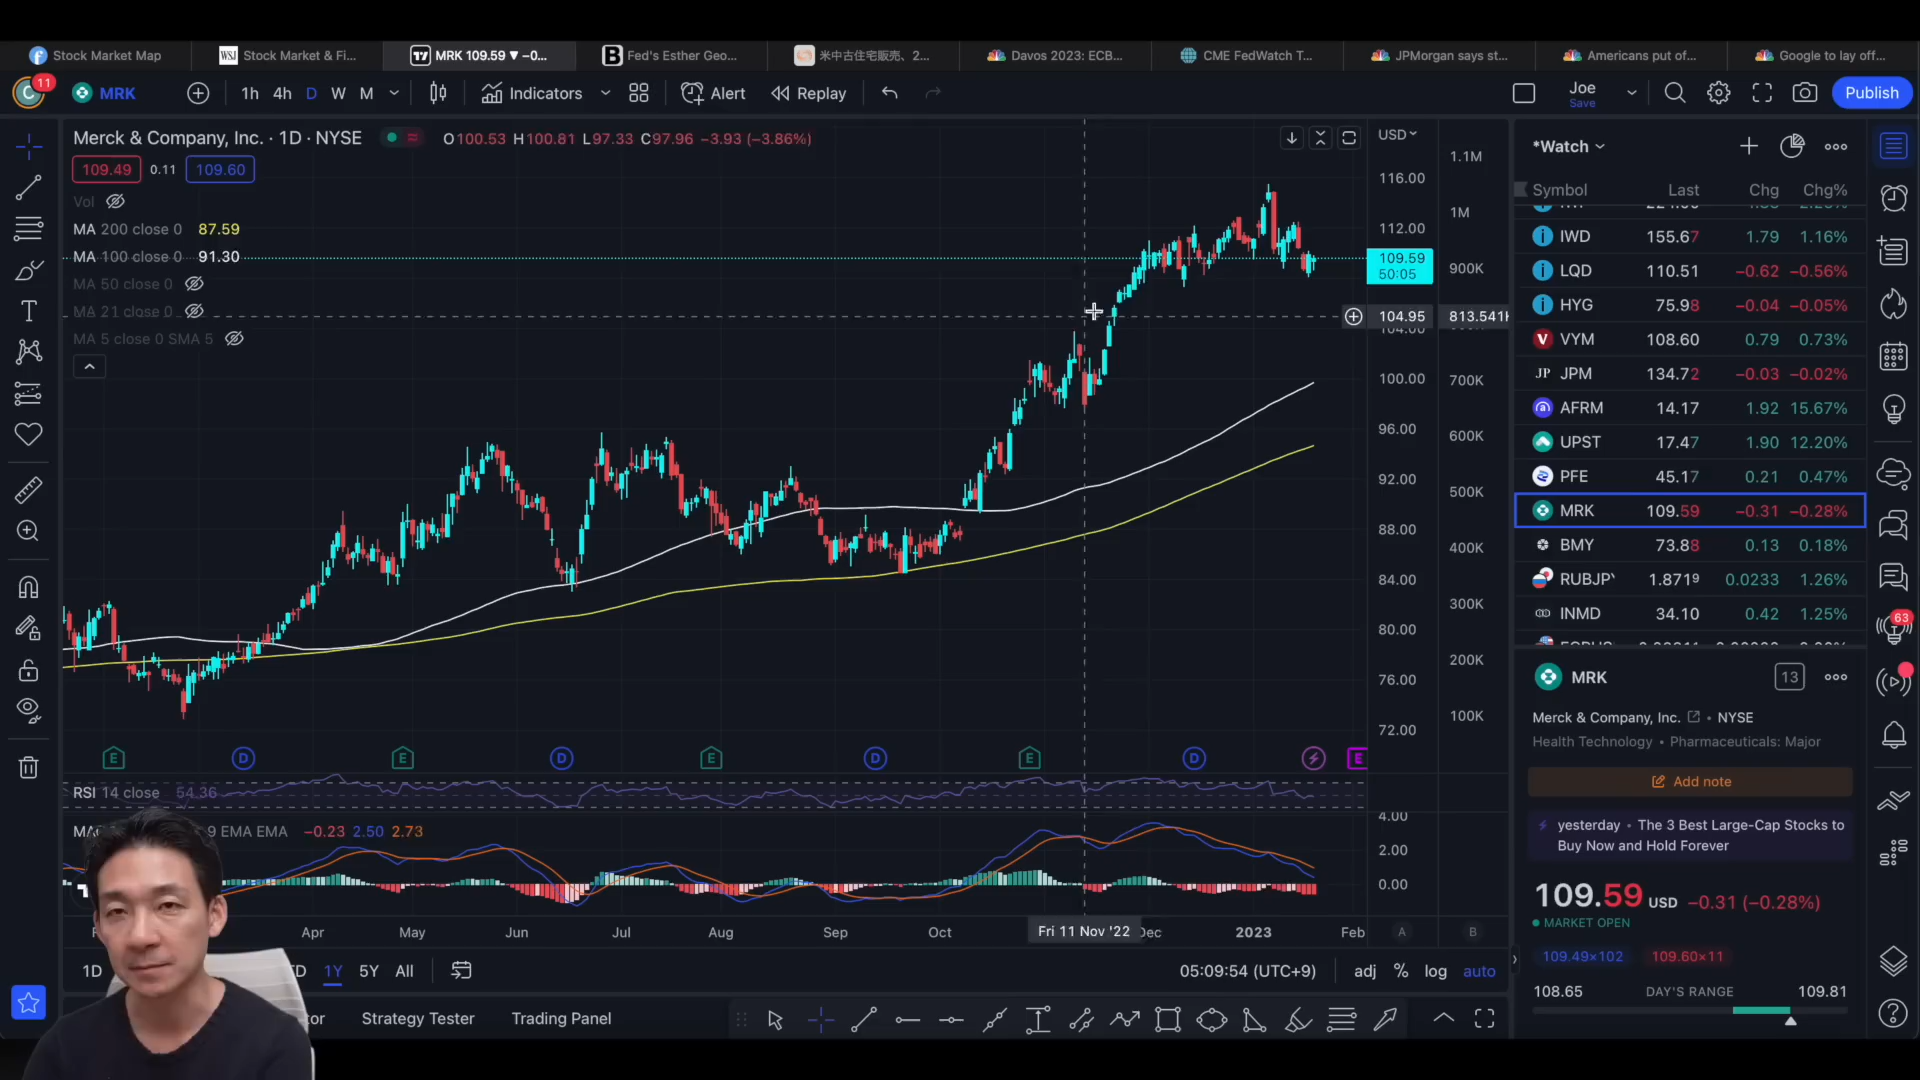 Stock Market Map
WSJ Stock Market & Fi...
MRK 109.59 ▼ −0...
B Fed's Esther Geo...
米中古住宅販売、2...
Davos 2023: ECB...
CME FedWatch T...
JPMorgan says st...
Americans put of...
Google to lay off...
C 11 MRK 1h 4h D W M Indicators Alert Replay Joe Save Publish
Merck & Company, Inc. · 1D · NYSE O100.53 H100.81 L97.33 C97.96 −3.93 (−3.86%)
109.49 0.11 109.60
Vol
MA 200 close 0 87.59
MA 100 close 0 91.30
MA 50 close 0
MA 21 close 0
MA 5 close 0 SMA 5
USD
116.00
112.00
109.59
50:05
104.95
104.00
100.00
96.00
92.00
88.00
84.00
80.00
76.00
72.00
1.1M
1M
900K
813.541K
700K
600K
500K
400K
300K
200K
100K
E D E D E D E D E
RSI 14 close 54.36
9 EMA EMA −0.23 2.50 2.73
4.00
2.00
0.00
Apr May Jun Jul Aug Sep Oct Fri 11 Nov '22 Dec 2023 Feb A B
1D 1Y 5Y All 05:09:54 (UTC+9) adj % log auto
Strategy Tester Trading Panel
*Watch
Symbol Last Chg Chg%
IWD 155.67 1.79 1.16%
LQD 110.51 −0.62 −0.56%
HYG 75.98 −0.04 −0.05%
VYM 108.60 0.79 0.73%
JPM 134.72 −0.03 −0.02%
AFRM 14.17 1.92 15.67%
UPST 17.47 1.90 12.20%
PFE 45.17 0.21 0.47%
MRK 109.59 −0.31 −0.28%
BMY 73.88 0.13 0.18%
RUBJPY 1.8719 0.0233 1.26%
INMD 34.10 0.42 1.25%
MRK 13
Merck & Company, Inc. • NYSE
Health Technology • Pharmaceuticals: Major
Add note
yesterday • The 3 Best Large-Cap Stocks to
Buy Now and Hold Forever
109.59 USD −0.31 (−0.28%)
MARKET OPEN
109.49×102 109.60×11
108.65 DAY'S RANGE 109.81
63